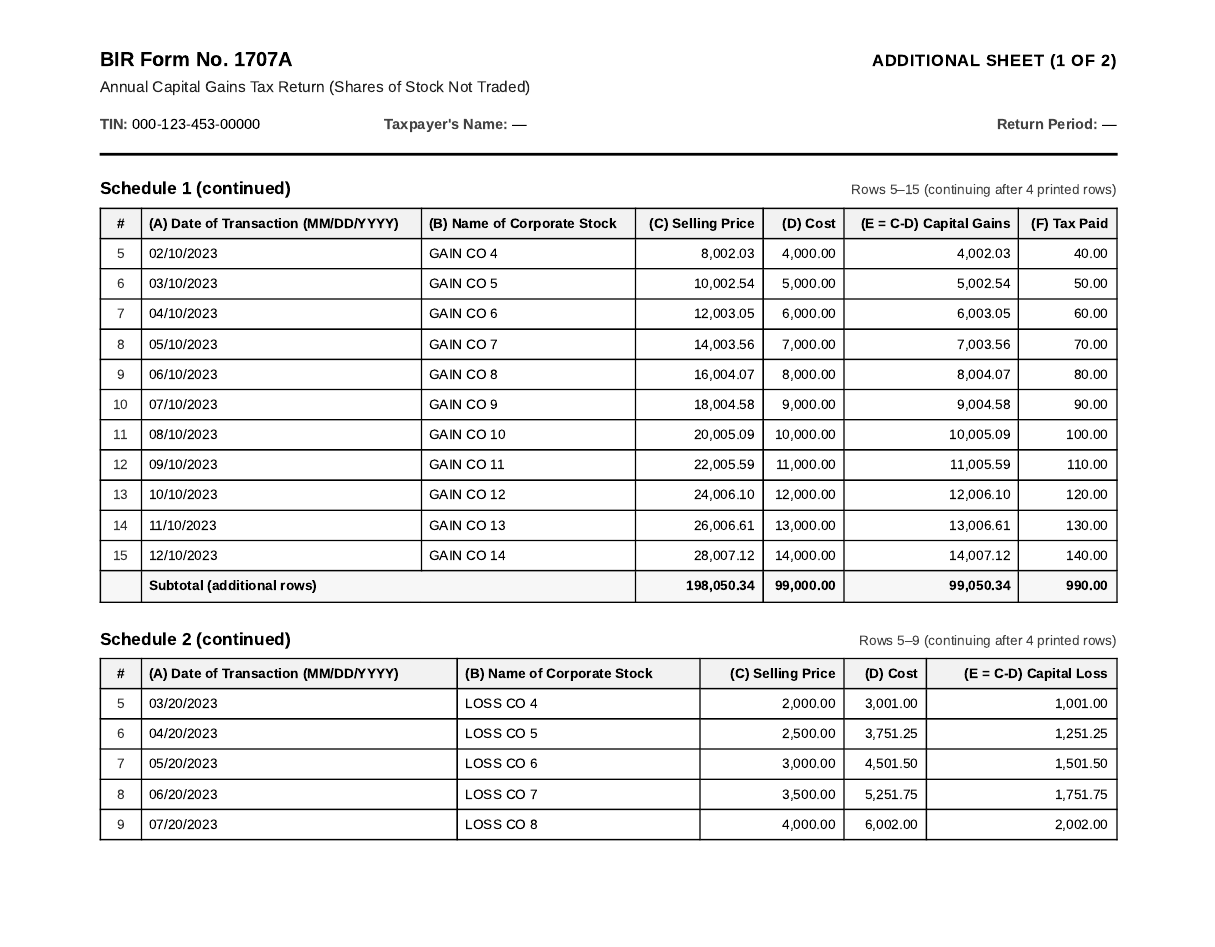 BIR Form No. 1707A ADDITIONAL SHEET (1 OF 2)
Annual Capital Gains Tax Return (Shares of Stock Not Traded)
TIN: 000-123-453-00000 Taxpayer's Name: — Return Period: —
Schedule 1 (continued) Rows 5–15 (continuing after 4 printed rows)
# (A) Date of Transaction (MM/DD/YYYY) (B) Name of Corporate Stock (C) Selling Price (D) Cost (E = C-D) Capital Gains (F) Tax Paid
5 02/10/2023 GAIN CO 4 8,002.03 4,000.00 4,002.03 40.00
6 03/10/2023 GAIN CO 5 10,002.54 5,000.00 5,002.54 50.00
7 04/10/2023 GAIN CO 6 12,003.05 6,000.00 6,003.05 60.00
8 05/10/2023 GAIN CO 7 14,003.56 7,000.00 7,003.56 70.00
9 06/10/2023 GAIN CO 8 16,004.07 8,000.00 8,004.07 80.00
10 07/10/2023 GAIN CO 9 18,004.58 9,000.00 9,004.58 90.00
11 08/10/2023 GAIN CO 10 20,005.09 10,000.00 10,005.09 100.00
12 09/10/2023 GAIN CO 11 22,005.59 11,000.00 11,005.59 110.00
13 10/10/2023 GAIN CO 12 24,006.10 12,000.00 12,006.10 120.00
14 11/10/2023 GAIN CO 13 26,006.61 13,000.00 13,006.61 130.00
15 12/10/2023 GAIN CO 14 28,007.12 14,000.00 14,007.12 140.00
Subtotal (additional rows) 198,050.34 99,000.00 99,050.34 990.00
Schedule 2 (continued) Rows 5–9 (continuing after 4 printed rows)
# (A) Date of Transaction (MM/DD/YYYY) (B) Name of Corporate Stock (C) Selling Price (D) Cost (E = C-D) Capital Loss
5 03/20/2023 LOSS CO 4 2,000.00 3,001.00 1,001.00
6 04/20/2023 LOSS CO 5 2,500.00 3,751.25 1,251.25
7 05/20/2023 LOSS CO 6 3,000.00 4,501.50 1,501.50
8 06/20/2023 LOSS CO 7 3,500.00 5,251.75 1,751.75
9 07/20/2023 LOSS CO 8 4,000.00 6,002.00 2,002.00